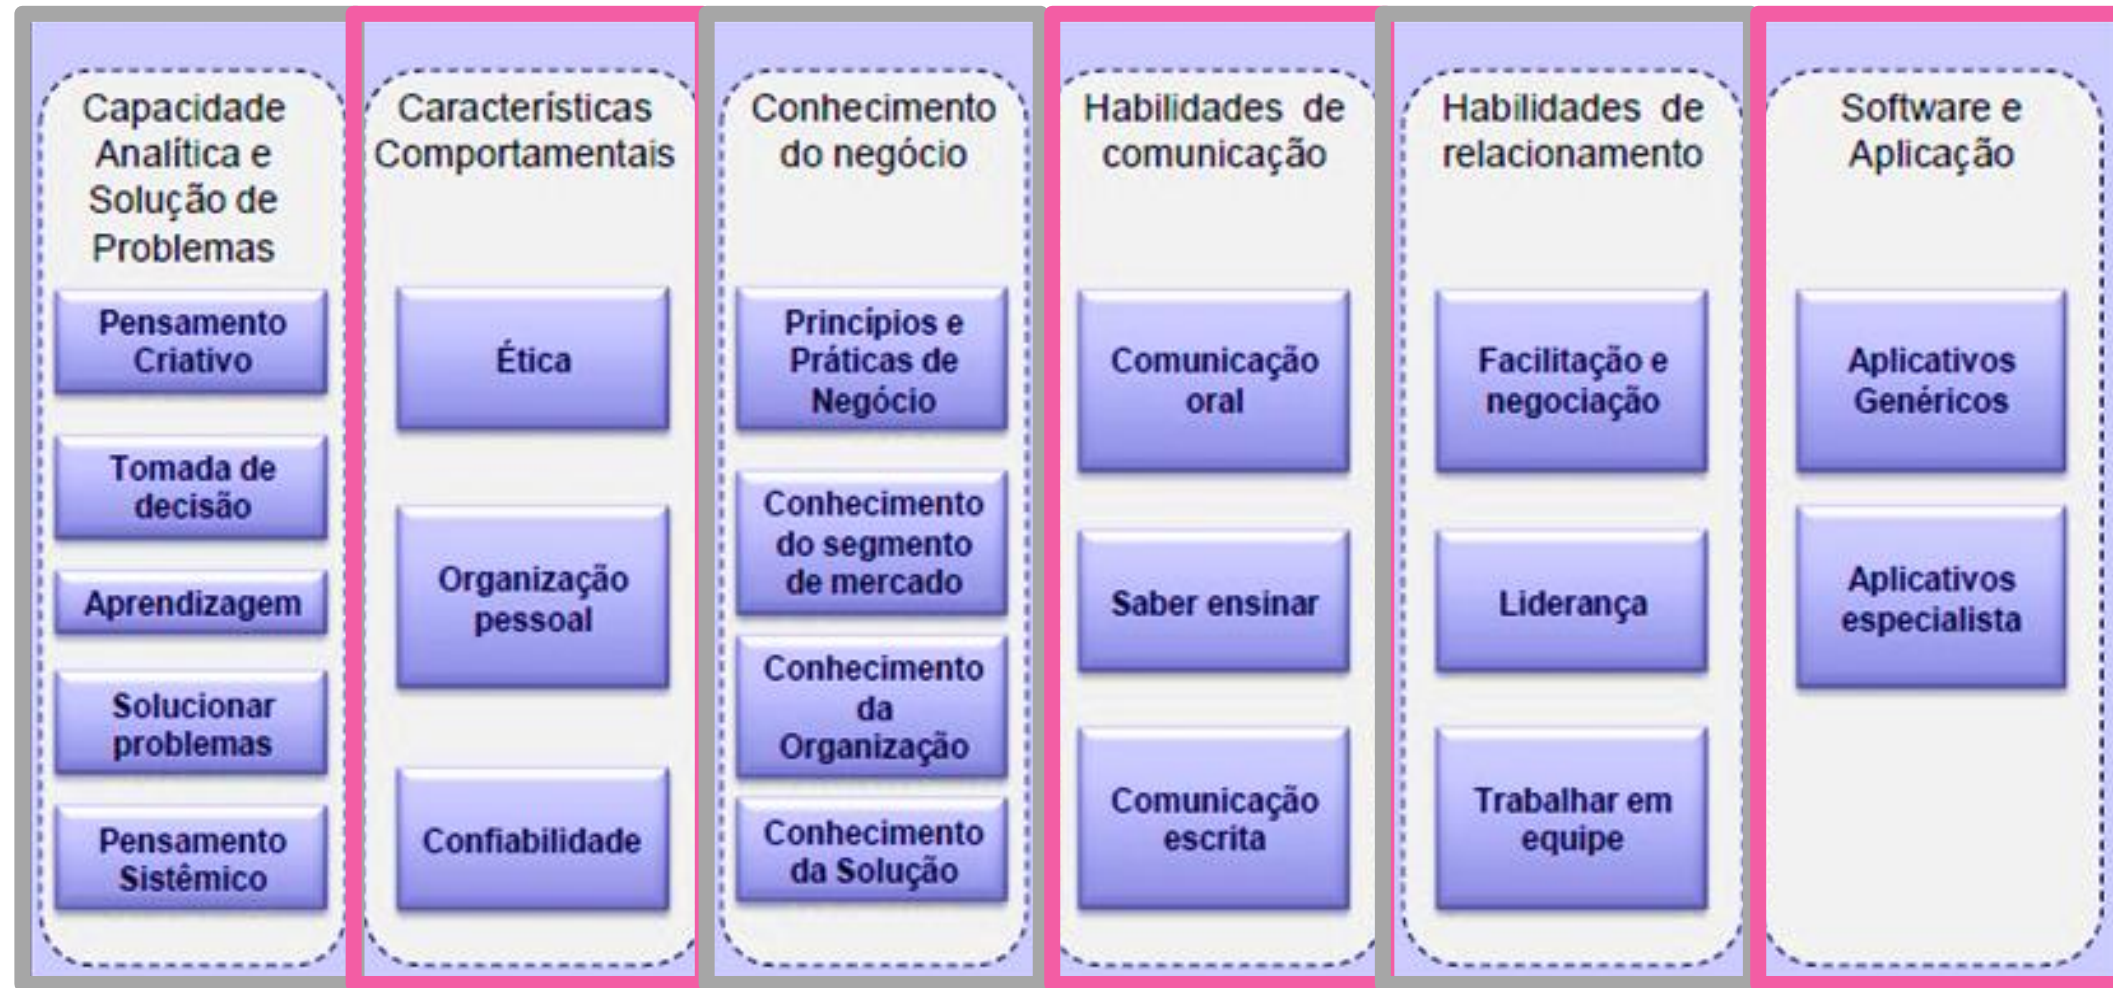 Capacidade
Analítica e
Solução de
Problemas
Pensamento
Criativo
Tomada de
decisão
Aprendizagem
Solucionar
problemas
Pensamento
Sistêmico
Características
Comportamentais
Ética
Organização
pessoal
Confiabilidade
Conhecimento
do negócio
Princípios e
Práticas de
Negócio
Conhecimento
do segmento
de mercado
Conhecimento
da
Organização
Conhecimento
da Solução
Habilidades de
comunicação
Comunicação
oral
Saber ensinar
Comunicação
escrita
Habilidades de
relacionamento
Facilitação e
negociação
Liderança
Trabalhar em
equipe
Software e
Aplicação
Aplicativos
Genéricos
Aplicativos
especialista